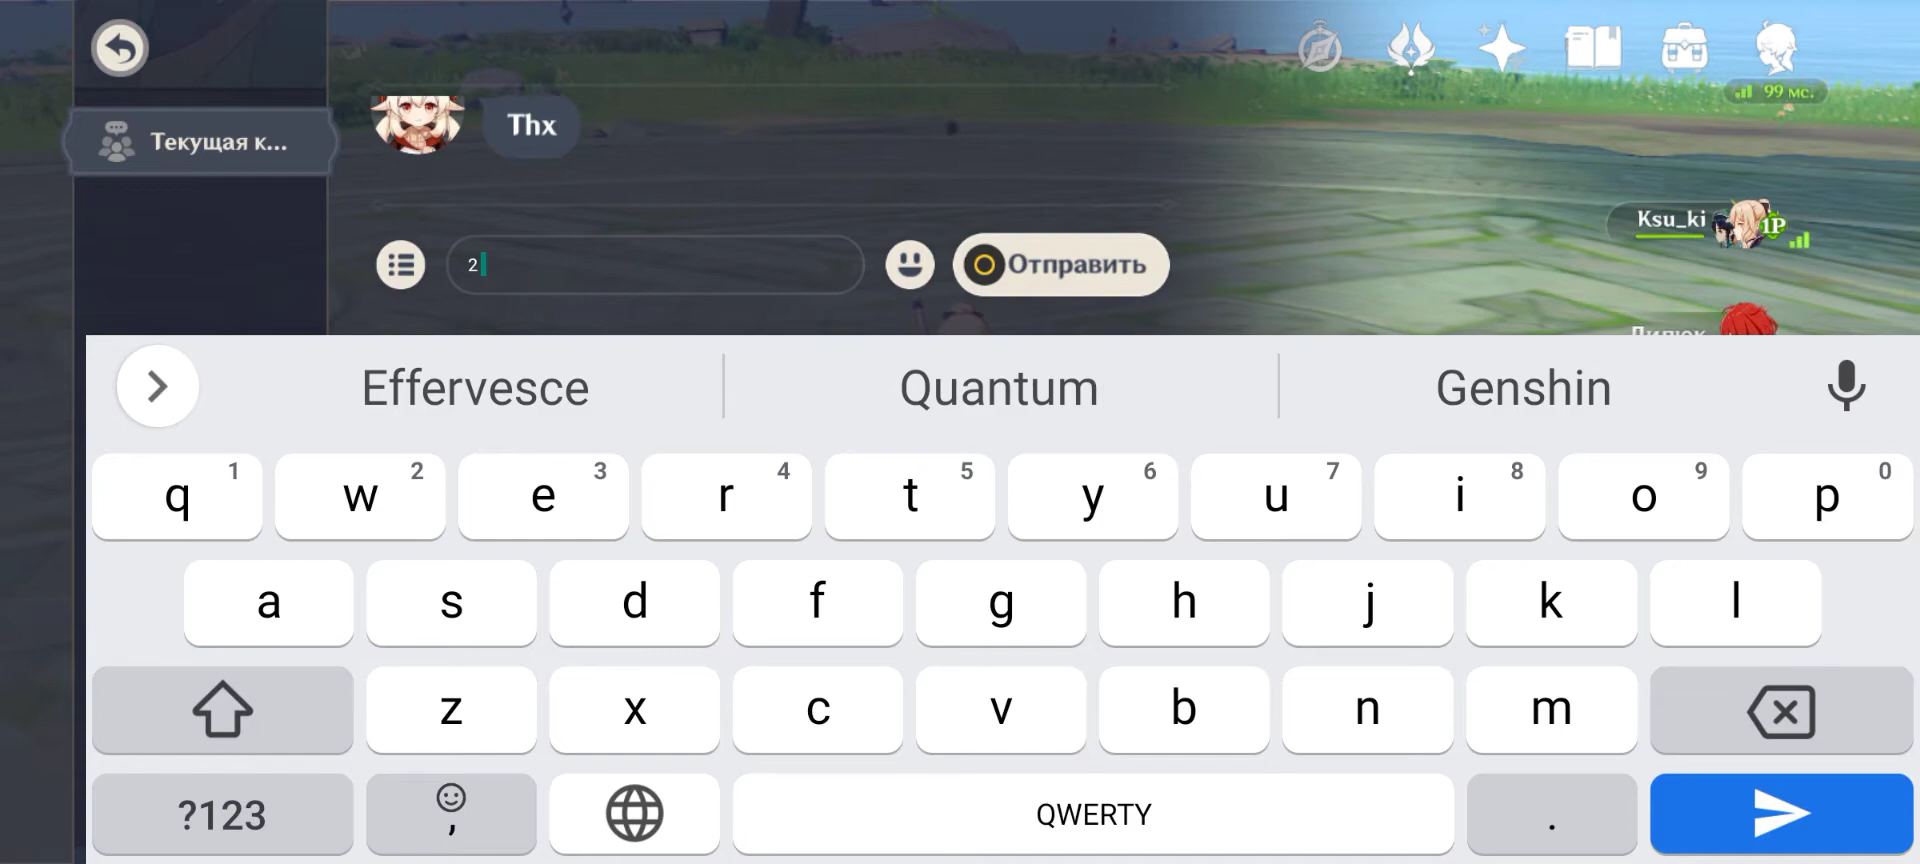 99 мс.
Текущая к...
Thx
Ksu_ki
1P
2
Отправить
Effervesce
Quantum
Genshin
q 1
w 2
e 3
r 4
t 5
y 6
u 7
i 8
o 9
p 0
a
s
d
f
g
h
j
k
l
z
x
c
v
b
n
m
?123
,
QWERTY
.